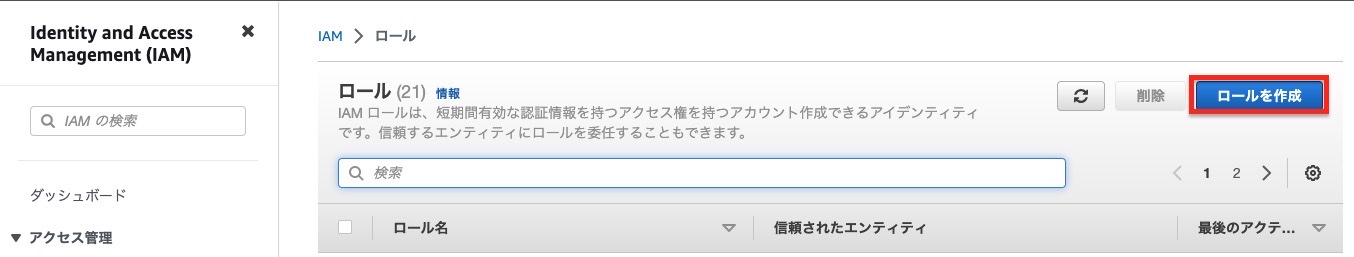 Identity and Access
Management (IAM)
IAM の検索
ダッシュボード
アクセス管理
IAM ロール
ロール (21) 情報
IAM ロールは、短期間有効な認証情報を持つアクセス権を持つアカウント作成できるアイデンティティ
です。信頼するエンティティにロールを委任することもできます。
削除 ロールを作成
検索
1 2
ロール名 信頼されたエンティティ 最後のアクテ...